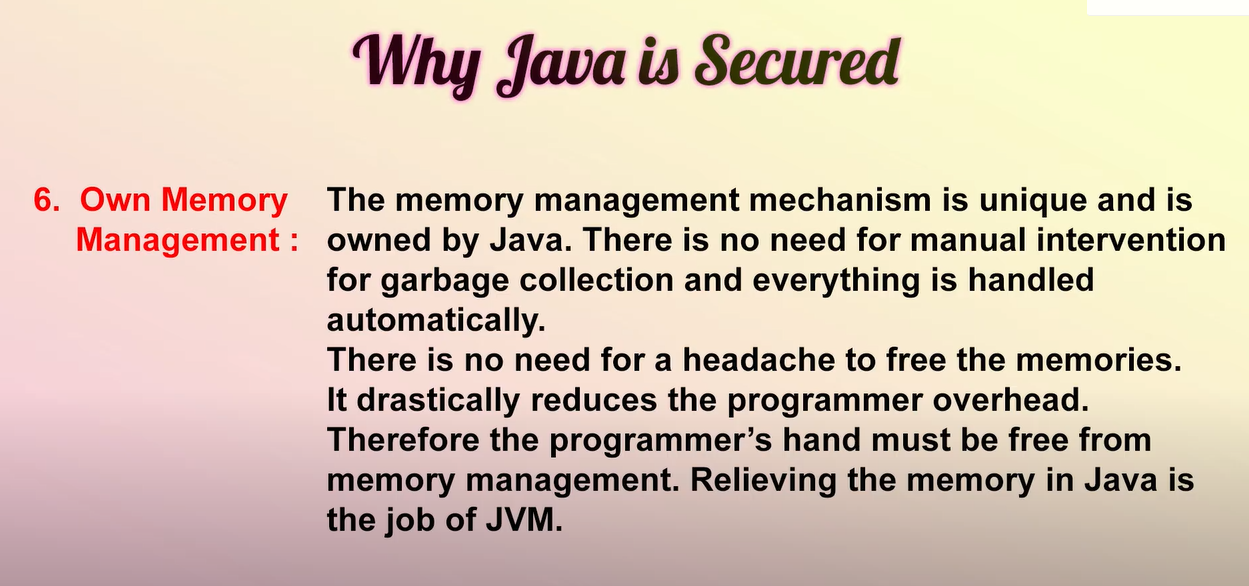 Why Java is Secured
6. Own Memory
Management :
The memory management mechanism is unique and is
owned by Java. There is no need for manual intervention
for garbage collection and everything is handled
automatically.
There is no need for a headache to free the memories.
It drastically reduces the programmer overhead.
Therefore the programmer’s hand must be free from
memory management. Relieving the memory in Java is
the job of JVM.